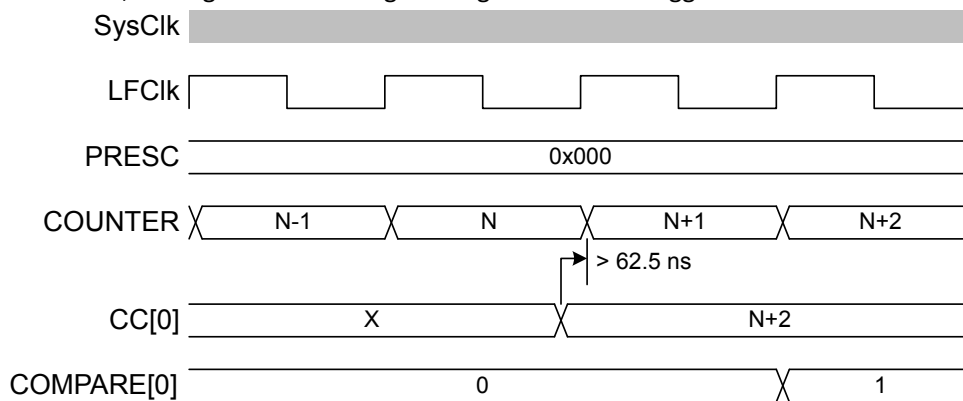 SysClk
LFClk
PRESC 0x000
COUNTER N-1 N N+1 N+2
> 62.5 ns
CC[0] X N+2
COMPARE[0] 0 1